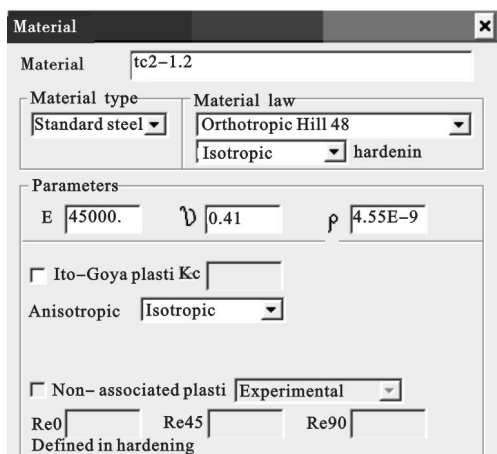 Material
Material tc2-1.2
Material type Material law
Standard steel Orthotropic Hill 48
Isotropic hardenin
Parameters
E 45000. υ 0.41 ρ 4.55E-9
Ito-Goya plasti Kc
Anisotropic Isotropic
Non- associated plasti Experimental
Re0 Re45 Re90
Defined in hardening